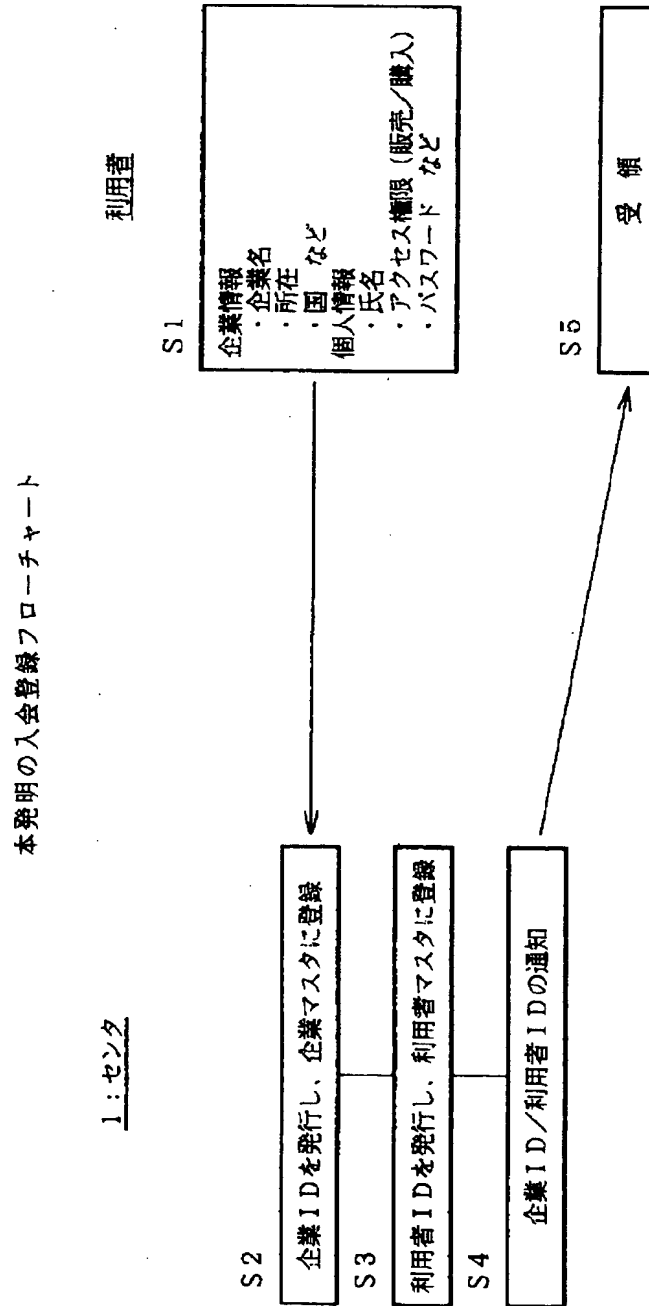 本発明の入会登録フローチャート
1:センタ
利用者
S1
企業情報
・企業名
・所在
・国 など
個人情報
・氏名
・アクセス権限(販売/購入)
・パスワード など
S2
企業IDを発行し、企業マスタに登録
S3
利用者IDを発行し、利用者マスタに登録
S4
企業ID/利用者IDの通知
S5
受 領